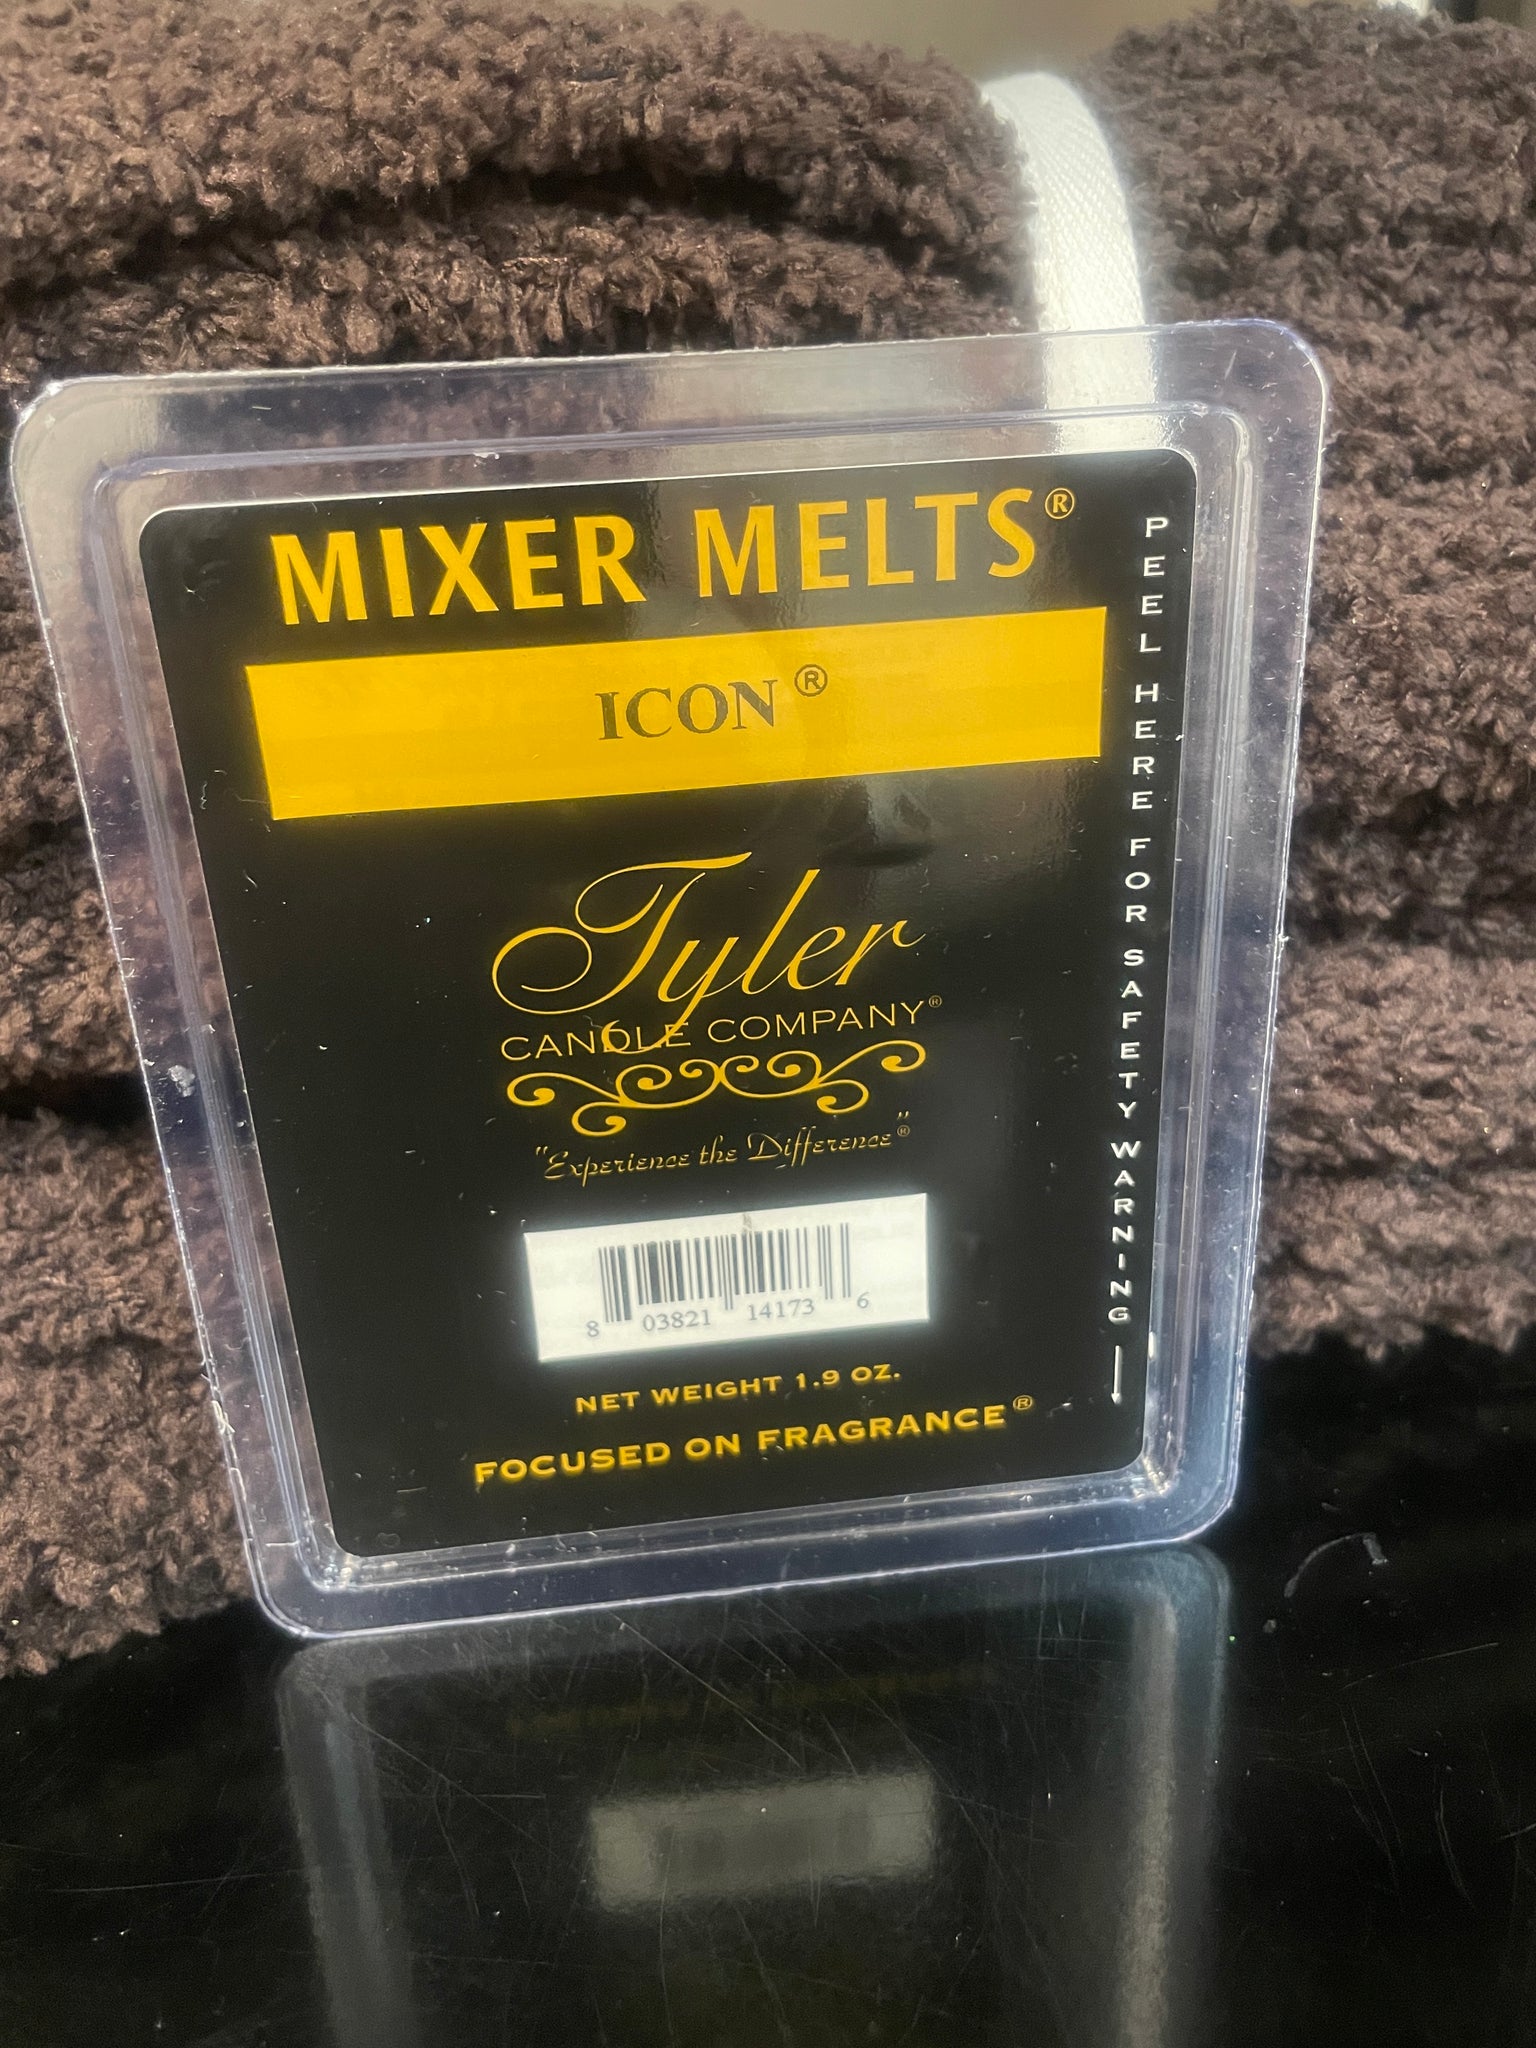 MIXER MELTS®
ICON®
Tyler
CANDLE COMPANY®
"Experience the Difference"®
8 03821 14173 6
NET WEIGHT 1.9 OZ.
FOCUSED ON FRAGRANCE®
PEEL HERE FOR SAFETY WARNING